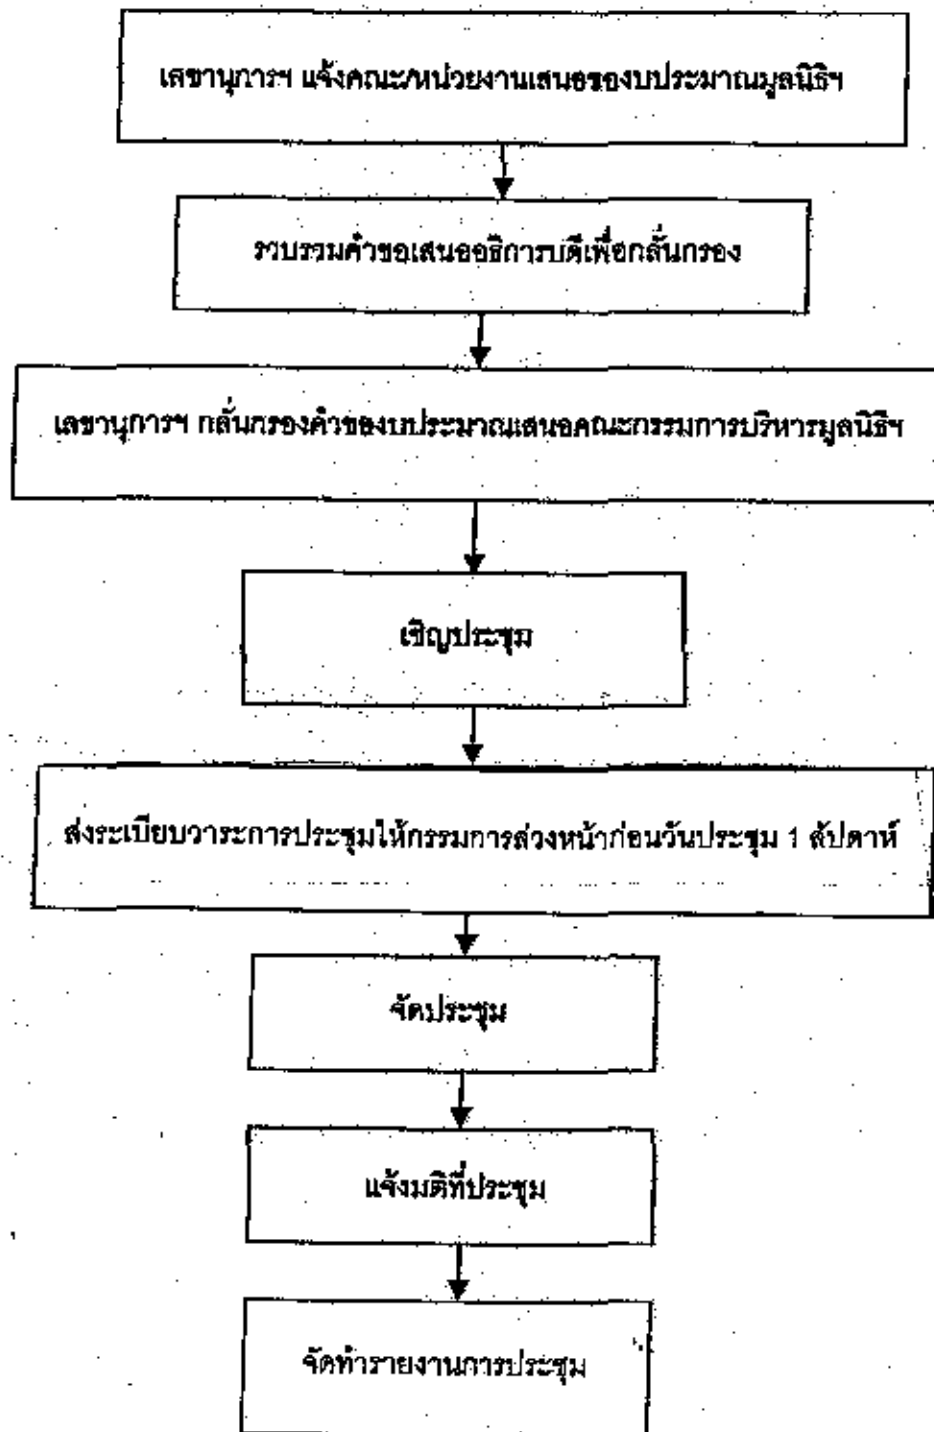 เลขานุการฯ แจ้งคณะ/หน่วยงานเสนอของบประมาณมูลนิธิฯ
รวบรวมคำขอเสนออธิการบดีเพื่อกลั่นกรอง
เลขานุการฯ กลั่นกรองคำของบประมาณเสนอคณะกรรมการบริหารมูลนิธิฯ
เชิญประชุม
ส่งระเบียบวาระการประชุมให้กรรมการล่วงหน้าก่อนวันประชุม 1 สัปดาห์
จัดประชุม
แจ้งมติที่ประชุม
จัดทำรายงานการประชุม